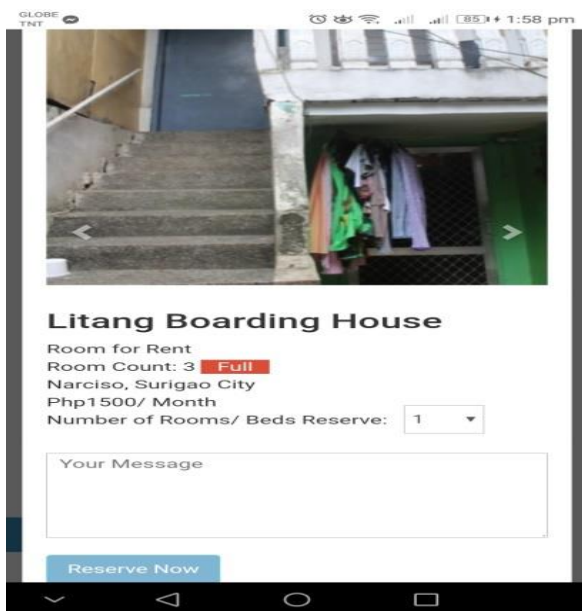 GLOBE
TNT
85 1:58 pm
Litang Boarding House
Room for Rent
Room Count: 3 Full
Narciso, Surigao City
Php1500/ Month
Number of Rooms/ Beds Reserve: 1
Your Message
Reserve Now